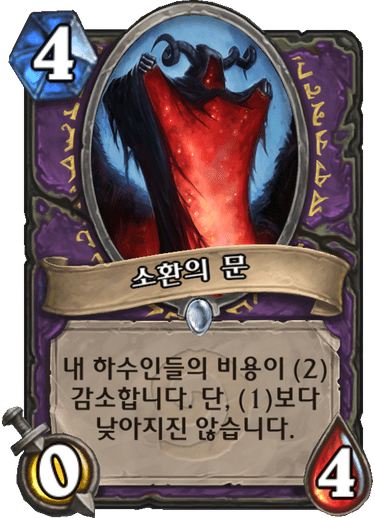 4
소환의 문
내 하수인들의 비용이 (2)
감소합니다. 단, (1)보다
낮아지진 않습니다.
0
4